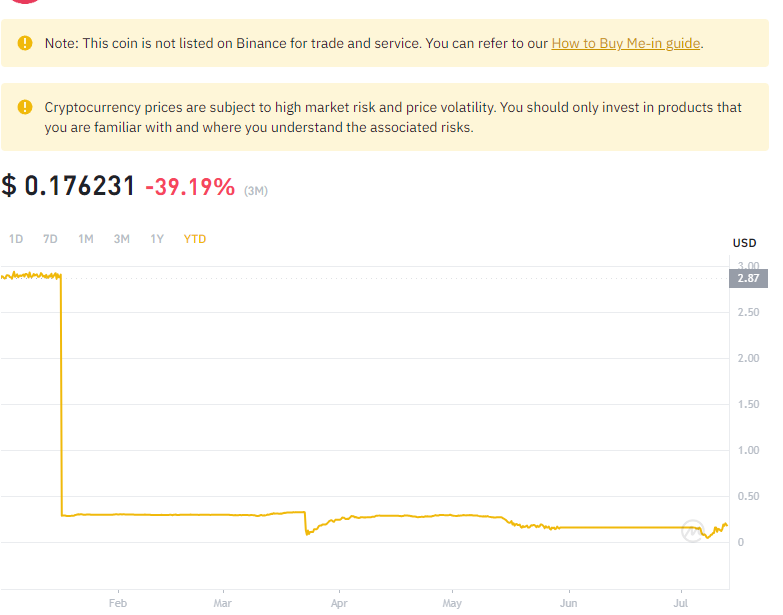 Note: This coin is not listed on Binance for trade and service. You can refer to our How to Buy Me-in guide.
Cryptocurrency prices are subject to high market risk and price volatility. You should only invest in products that
you are familiar with and where you understand the associated risks.
$ 0.176231 -39.19% (3M)
1D 7D 1M 3M 1Y YTD
USD
3.00
2.87
2.50
2.00
1.50
1.00
0.50
0
Feb Mar Apr May Jun Jul